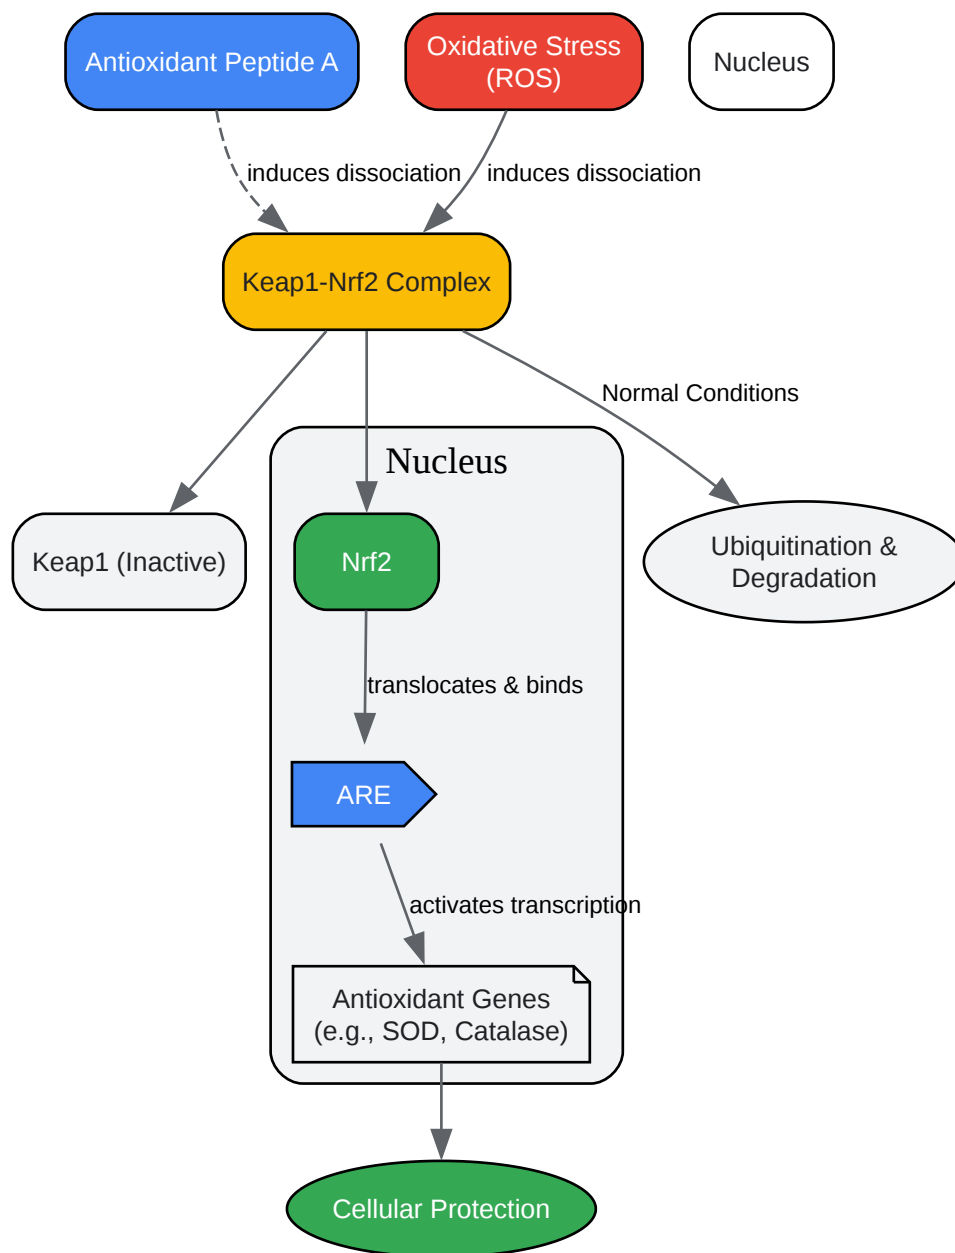 Antioxidant Peptide A
Oxidative Stress
(ROS)
Nucleus
induces dissociation
induces dissociation
Keap1-Nrf2 Complex
Normal Conditions
Nucleus
Keap1 (Inactive)
Nrf2
Ubiquitination &
Degradation
translocates & binds
ARE
activates transcription
Antioxidant Genes
(e.g., SOD, Catalase)
Cellular Protection